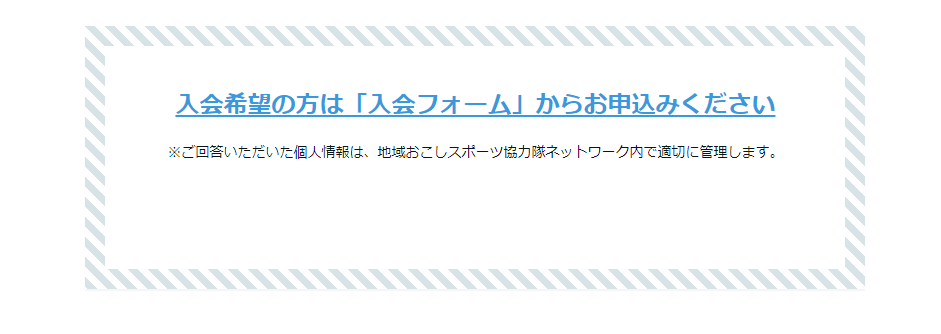 入会希望の方は「入会フォーム」からお申込みください
※ご回答いただいた個人情報は、地域おこしスポーツ協力隊ネットワーク内で適切に管理します。